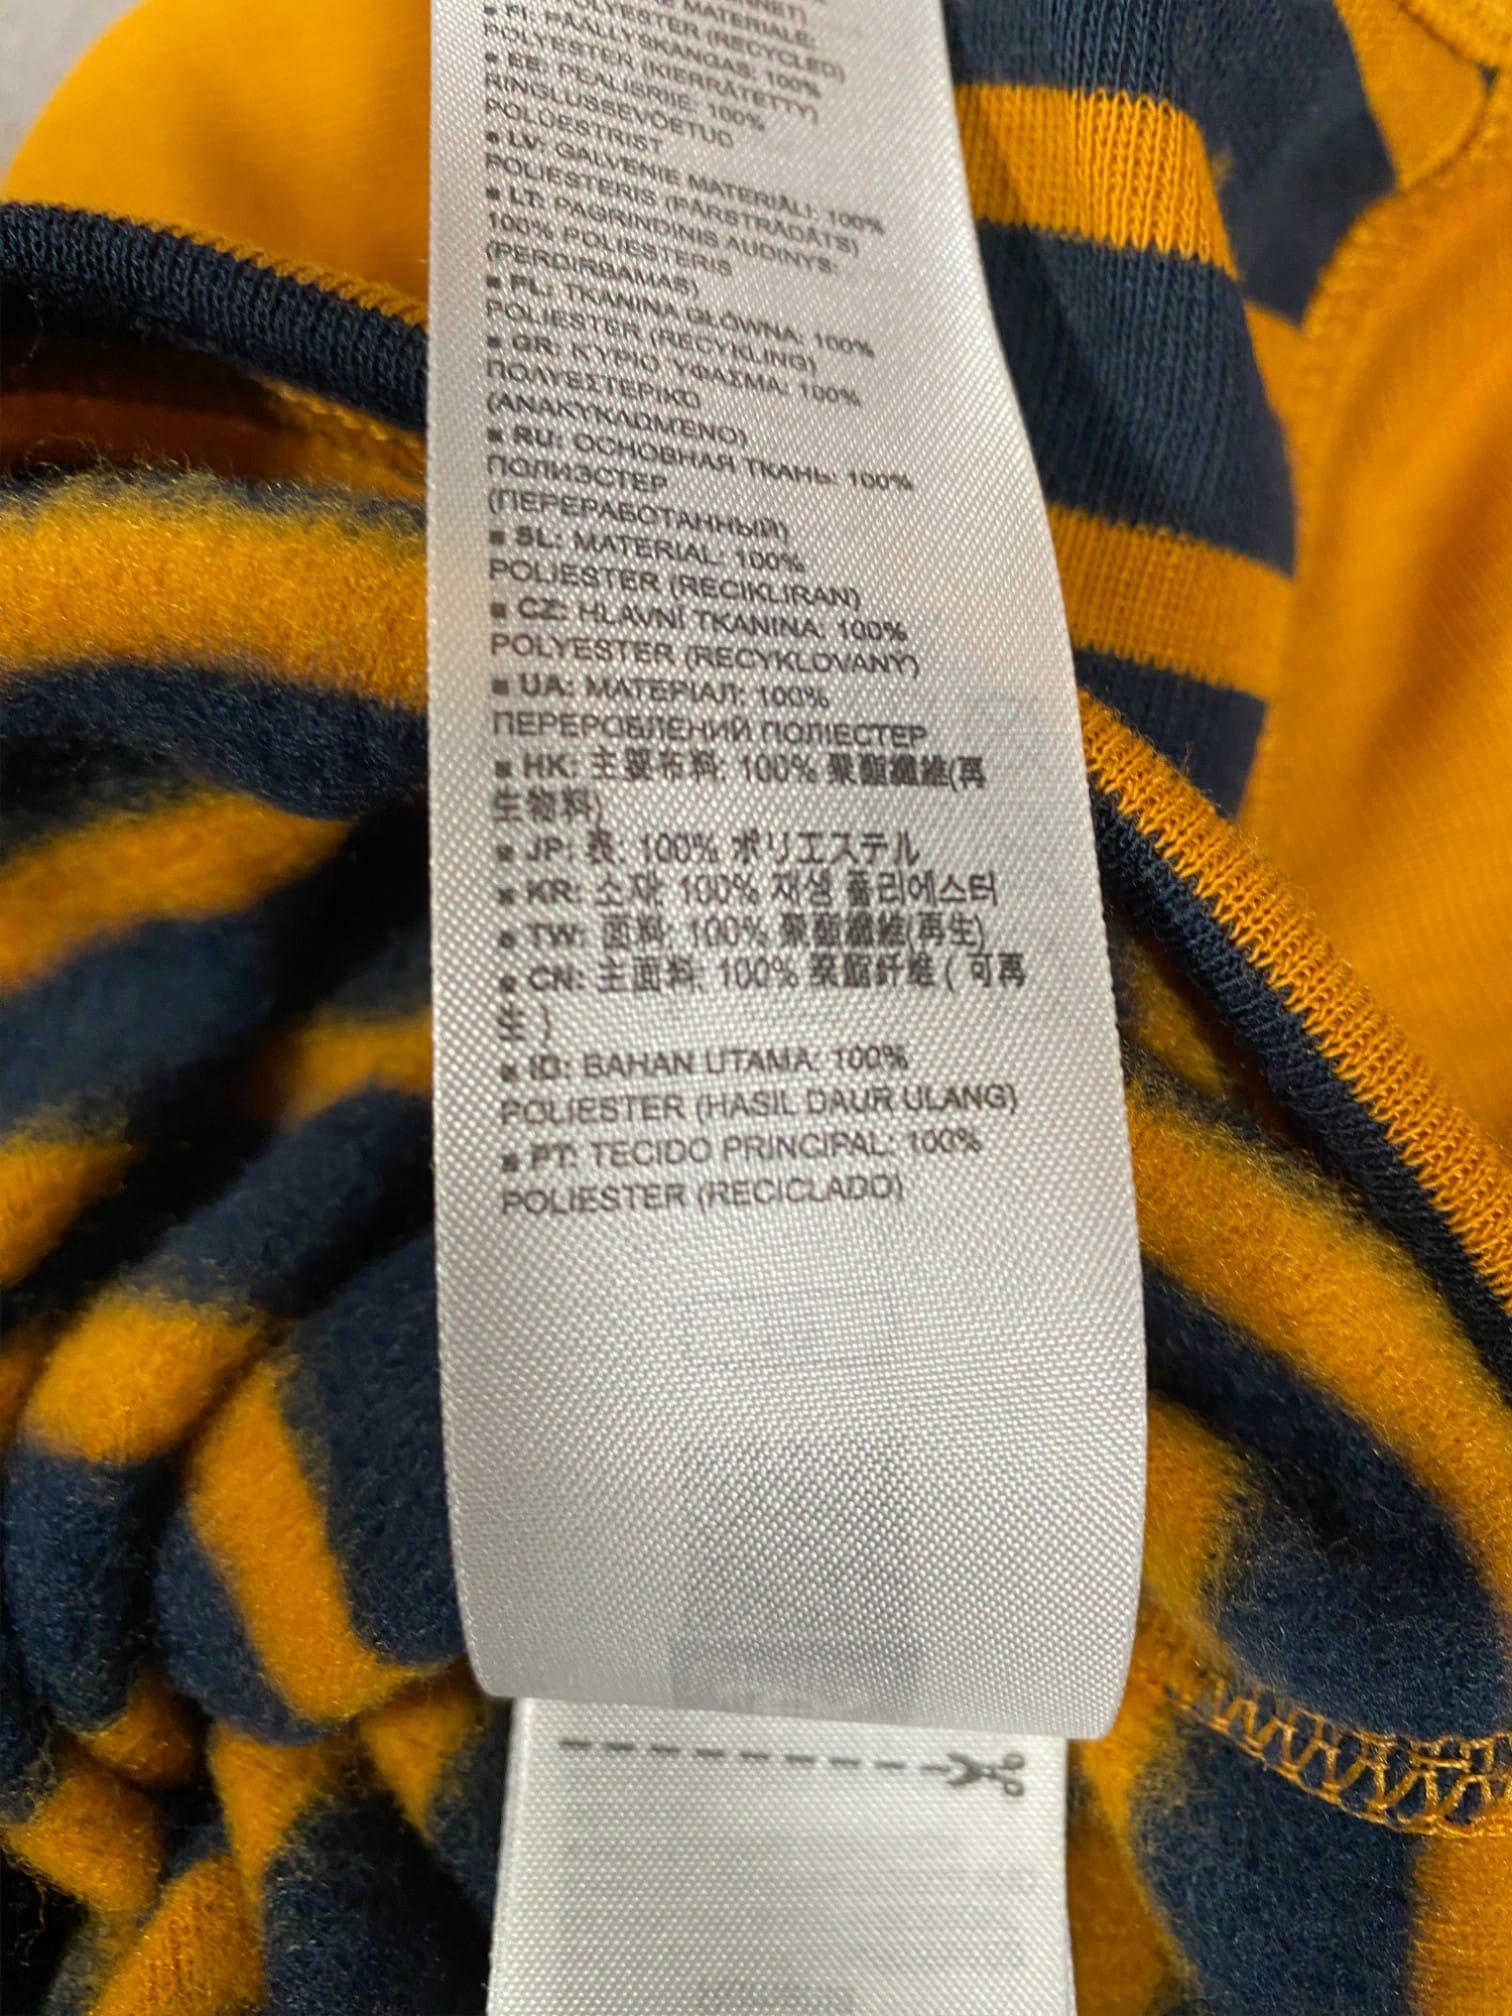 MATERIALE:
POLYESTER (RECYCLED)
▪ FI: PÄÄLLYSKANGAS: 100%
POLYESTER (KIERRÄTETTY)
▪ EE: PEALISRIIE: 100%
RINGLUSSEVÕETUD
POLÜESTRIST
▪ LV: GALVENIE MATERIĀLI: 100%
POLIESTERIS (PĀRSTRĀDĀTS)
▪ LT: PAGRINDINIS AUDINYS:
100% POLIESTERIS
(PERDIRBAMAS)
▪ PL: TKANINA GŁÓWNA: 100%
POLIESTER (RECYKLING)
▪ GR: ΚΥΡΙΟ ΎΦΑΣΜΑ: 100%
ΠΟΛΥΕΣΤΕΡΙΚΟ
(ΑΝΑΚΥΚΛΩΜΈΝΟ)
▪ RU: ОСНОВНАЯ ТКАНЬ: 100%
ПОЛИЭСТЕР
(ПЕРЕРАБОТАННЫЙ)
▪ SL: MATERIAL: 100%
POLIESTER (RECIKLIRAN)
▪ CZ: HLAVNÍ TKANINA: 100%
POLYESTER (RECYKLOVANÝ)
▪ UA: МАТЕРІАЛ: 100%
ПЕРЕРОБЛЕНИЙ ПОЛІЕСТЕР
▪ HK: 主要布料: 100% 聚酯纖維(再
生物料)
▪ JP: 表: 100% ポリエステル
▪ KR: 소재: 100% 재생 폴리에스터
▪ TW: 面料: 100% 聚酯纖維(再生)
▪ CN: 主面料: 100% 聚酯纤维 ( 可再
生 )
▪ ID: BAHAN UTAMA: 100%
POLIESTER (HASIL DAUR ULANG)
▪ PT: TECIDO PRINCIPAL: 100%
POLIESTER (RECICLADO)